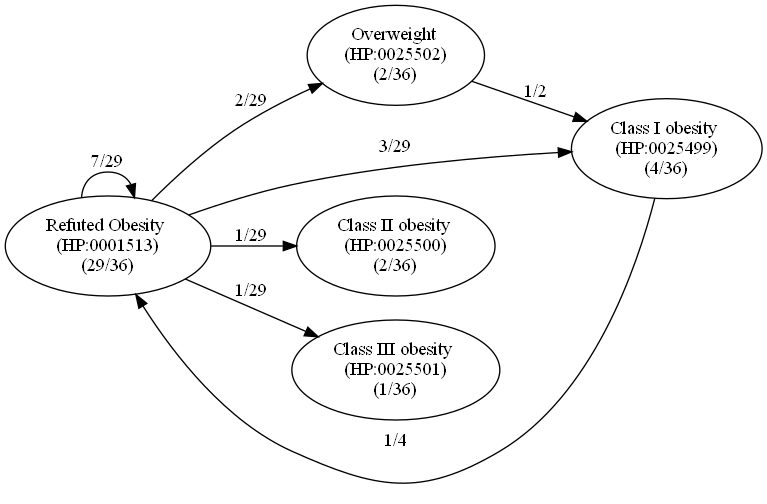 Overweight
(HP:0025502)
(2/36)
2/29
1/2
Class I obesity
(HP:0025499)
(4/36)
3/29
7/29
Refuted Obesity
(HP:0001513)
(29/36)
1/29
Class II obesity
(HP:0025500)
(2/36)
1/29
Class III obesity
(HP:0025501)
(1/36)
1/4